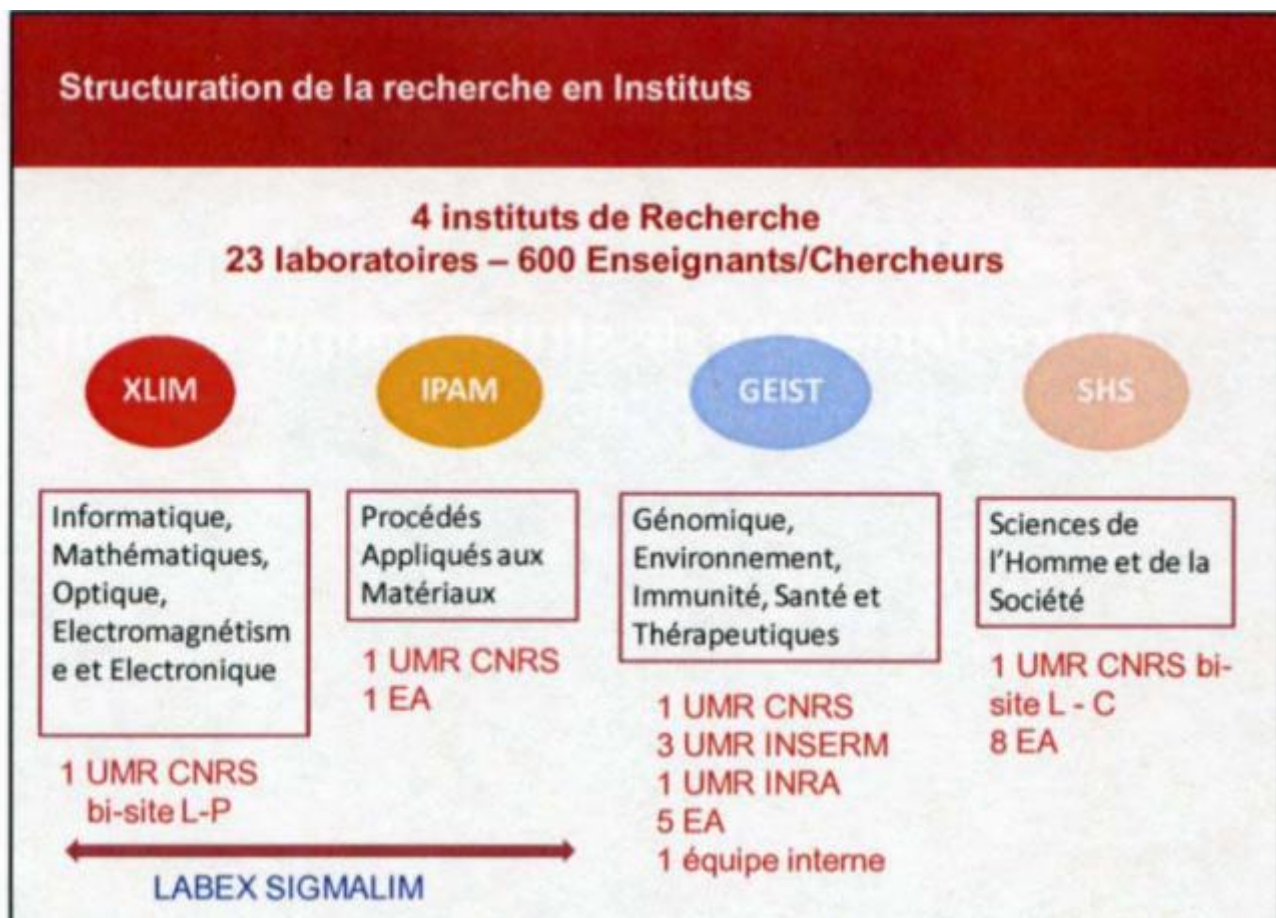 Structuration de la recherche en Instituts
4 instituts de Recherche
23 laboratoires – 600 Enseignants/Chercheurs
XLIM
IPAM
GEIST
SHS
Informatique,
Mathématiques,
Optique,
Electromagnétism
e et Electronique
1 UMR CNRS
bi-site L-P
Procédés
Appliqués aux
Matériaux
1 UMR CNRS
1 EA
Génomique,
Environnement,
Immunité, Santé et
Thérapeutiques
1 UMR CNRS
3 UMR INSERM
1 UMR INRA
5 EA
1 équipe interne
Sciences de
l'Homme et de la
Société
1 UMR CNRS bi-
site L - C
8 EA
LABEX SIGMALIM